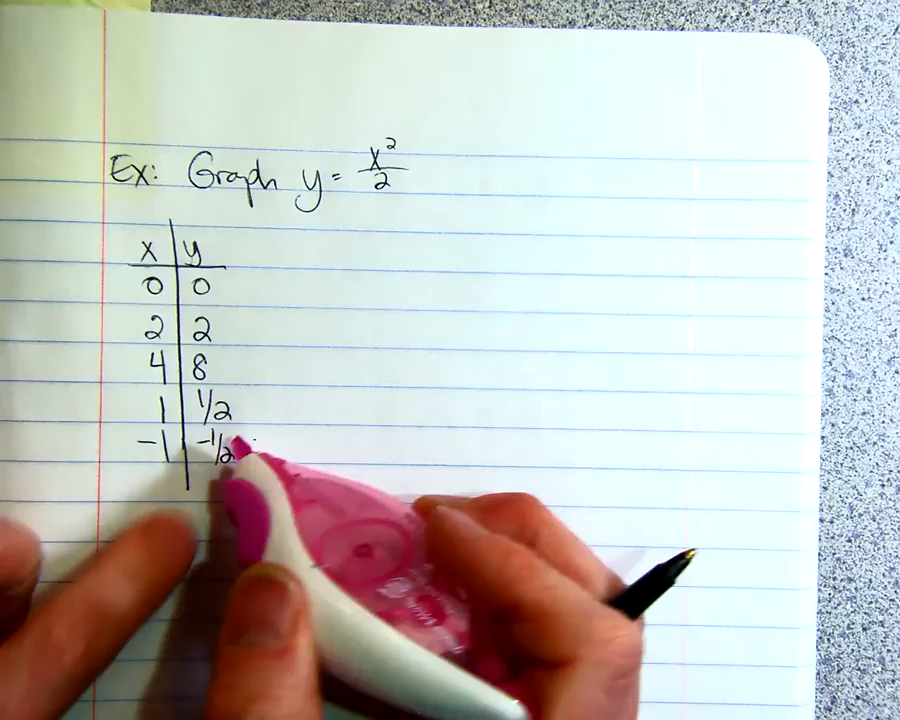 Ex: Graph y = x²/2
x y
0 0
2 2
4 8
1 1/2
-1 -1/2